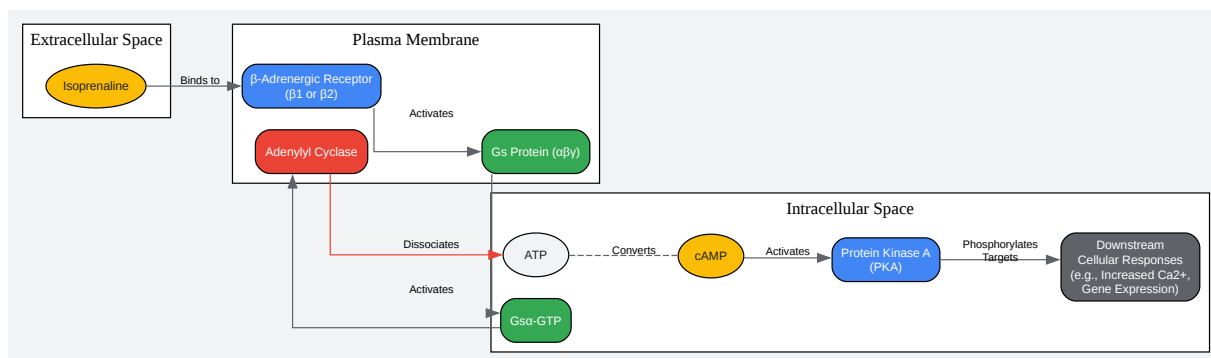 Extracellular Space
Plasma Membrane
Isoprenaline
Binds to
β-Adrenergic Receptor
(β1 or β2)
Activates
Adenylyl Cyclase
Gs Protein (αβγ)
Intracellular Space
Dissociates
ATP
Converts
cAMP
Activates
Protein Kinase A
(PKA)
Phosphorylates
Targets
Downstream
Cellular Responses
(e.g., Increased Ca2+,
Gene Expression)
Activates
Gsα-GTP